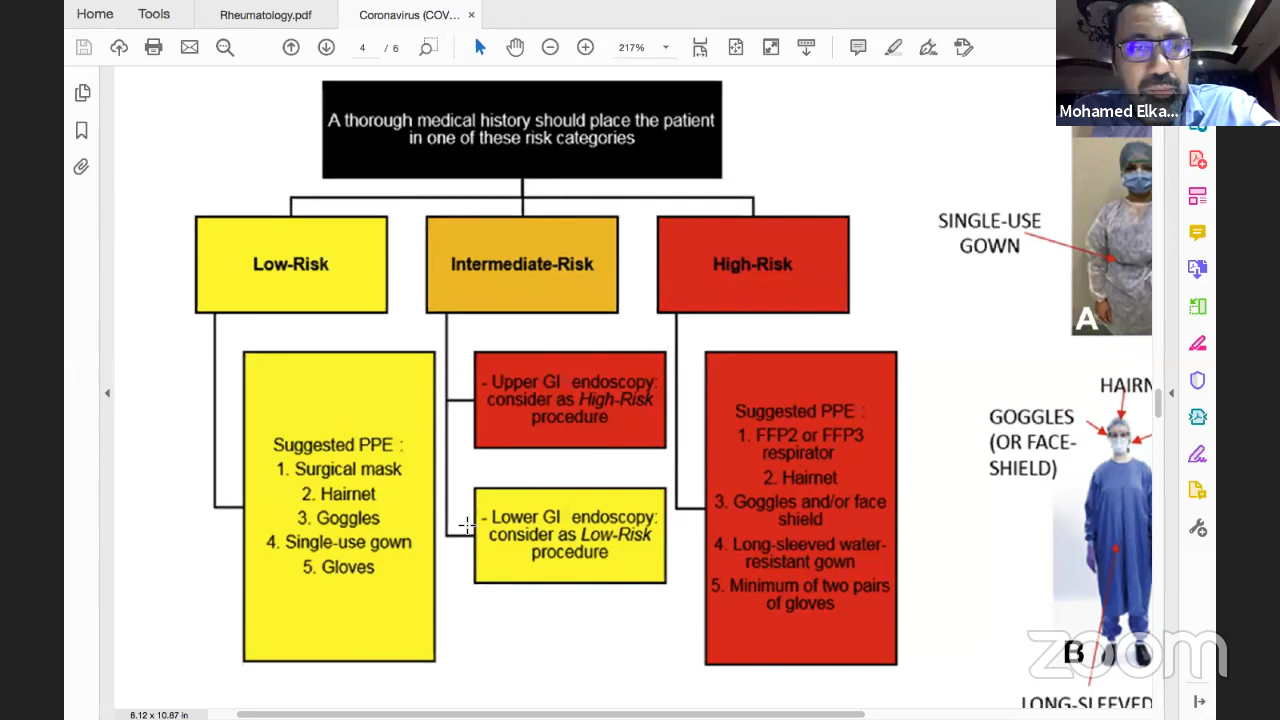 Home
Tools
Rheumatology.pdf
Coronavirus (COV... ×
4 / 6
217%
Mohamed Elka...
A thorough medical history should place the patient
in one of these risk categories
Low-Risk
Intermediate-Risk
High-Risk
Suggested PPE :
1. Surgical mask
2. Hairnet
3. Goggles
4. Single-use gown
5. Gloves
- Upper GI endoscopy:
consider as High-Risk
procedure
- Lower GI endoscopy:
consider as Low-Risk
procedure
Suggested PPE :
1. FFP2 or FFP3
respirator
2. Hairnet
3. Goggles and/or face
shield
4. Long-sleeved water-
resistant gown
5. Minimum of two pairs
of gloves
SINGLE-USE
GOWN
A
HAIRN
GOGGLES
(OR FACE-
SHIELD)
B
LONG-SLEEVED
zoom
8.12 x 10.87 in